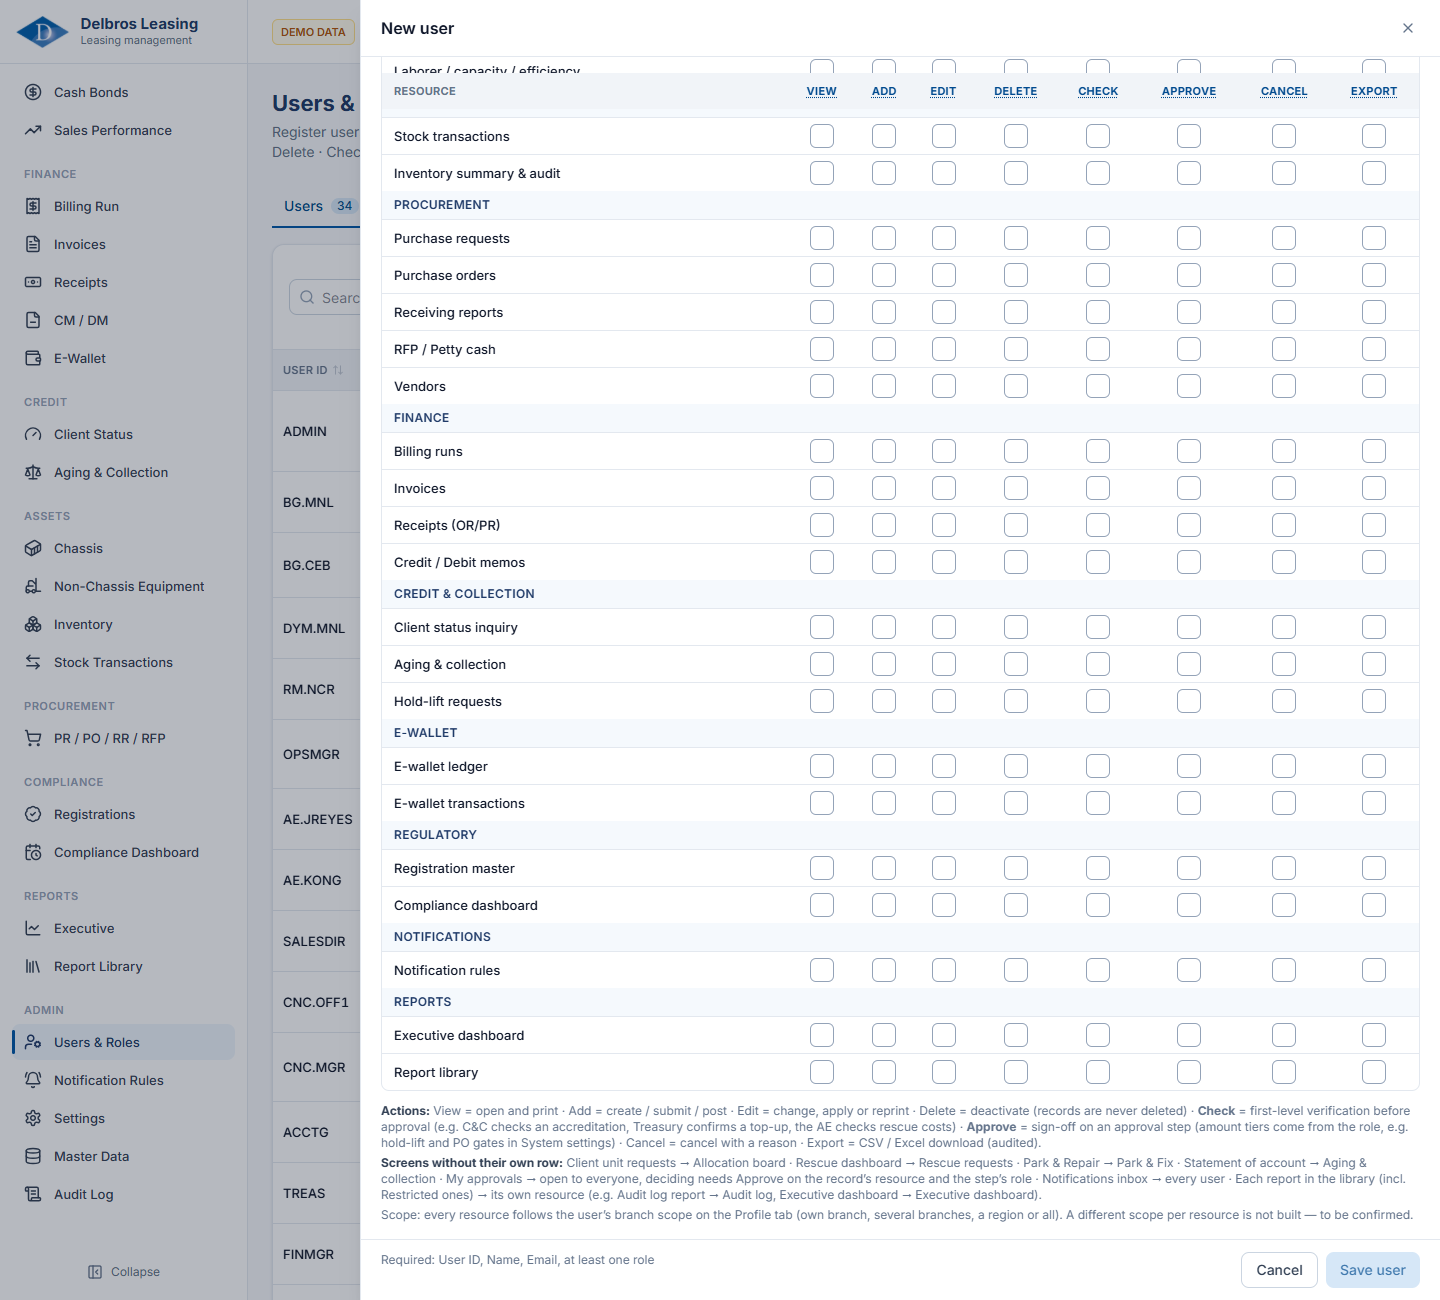 Delbros Leasing
Leasing management
Cash Bonds
Sales Performance
FINANCE
Billing Run
Invoices
Receipts
CM / DM
E-Wallet
CREDIT
Client Status
Aging & Collection
ASSETS
Chassis
Non-Chassis Equipment
Inventory
Stock Transactions
PROCUREMENT
PR / PO / RR / RFP
COMPLIANCE
Registrations
Compliance Dashboard
REPORTS
Executive
Report Library
ADMIN
Users & Roles
Notification Rules
Settings
Master Data
Audit Log
Collapse
DEMO DATA
Users &
Register user
Delete · Chec
Users 34
Searc
USER ID
ADMIN
BG.MNL
BG.CEB
DYM.MNL
RM.NCR
OPSMGR
AE.JREYES
AE.KONG
SALESDIR
CNC.OFF1
CNC.MGR
ACCTG
TREAS
FINMGR
New user
Laborer / capacity / efficiency
RESOURCE VIEW ADD EDIT DELETE CHECK APPROVE CANCEL EXPORT
Stock transactions
Inventory summary & audit
PROCUREMENT
Purchase requests
Purchase orders
Receiving reports
RFP / Petty cash
Vendors
FINANCE
Billing runs
Invoices
Receipts (OR/PR)
Credit / Debit memos
CREDIT & COLLECTION
Client status inquiry
Aging & collection
Hold-lift requests
E-WALLET
E-wallet ledger
E-wallet transactions
REGULATORY
Registration master
Compliance dashboard
NOTIFICATIONS
Notification rules
REPORTS
Executive dashboard
Report library
Actions: View = open and print · Add = create / submit / post · Edit = change, apply or reprint · Delete = deactivate (records are never deleted) · Check = first-level verification before
approval (e.g. C&C checks an accreditation, Treasury confirms a top-up, the AE checks rescue costs) · Approve = sign-off on an approval step (amount tiers come from the role, e.g.
hold-lift and PO gates in System settings) · Cancel = cancel with a reason · Export = CSV / Excel download (audited).
Screens without their own row: Client unit requests → Allocation board · Rescue dashboard → Rescue requests · Park & Repair → Park & Fix · Statement of account → Aging &
collection · My approvals → open to everyone, deciding needs Approve on the record's resource and the step's role · Notifications inbox → every user · Each report in the library (incl.
Restricted ones) → its own resource (e.g. Audit log report → Audit log, Executive dashboard → Executive dashboard).
Scope: every resource follows the user's branch scope on the Profile tab (own branch, several branches, a region or all). A different scope per resource is not built — to be confirmed.
Required: User ID, Name, Email, at least one role
Cancel
Save user